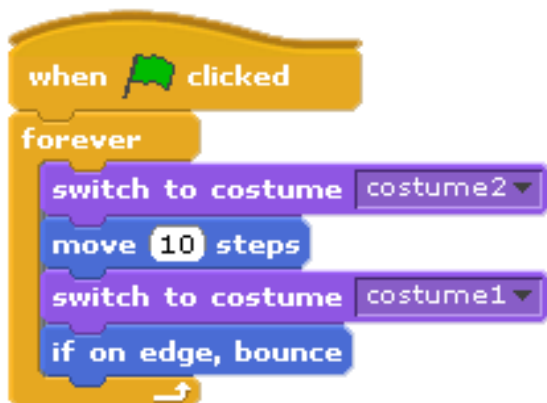 when clicked
forever
switch to costume costume2
move 10 steps
switch to costume costume1
if on edge, bounce